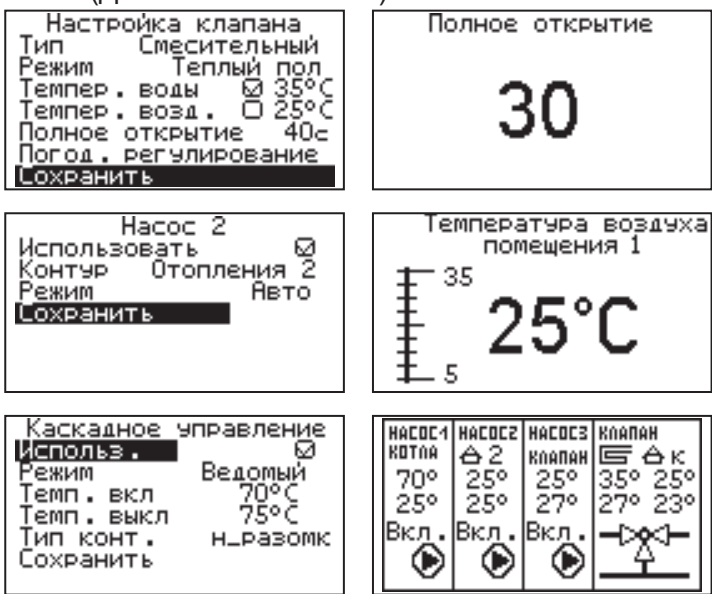 Настройка клапана
Тип Смесительный
Режим Теплый пол
Темпер. воды 35°C
Темпер. возд. 25°C
Полное открытие 40с
Погод. регулирование
Сохранить
Полное открытие
30
Насос 2
Использовать
Контур Отопления 2
Режим Авто
Сохранить
Температура воздуха
помещения 1
35
25°C
5
Каскадное управление
Использ.
Режим Ведомый
Темп. вкл 70°C
Темп. выкл 75°C
Тип конт. н_разомк
Сохранить
НАСОС1 НАСОС2 НАСОС3 КЛАПАН
КОТЛА 2 КЛАПАН К
70° 25° 25° 35° 25°
25° 25° 27° 27° 23°
Вкл. Вкл. Вкл.